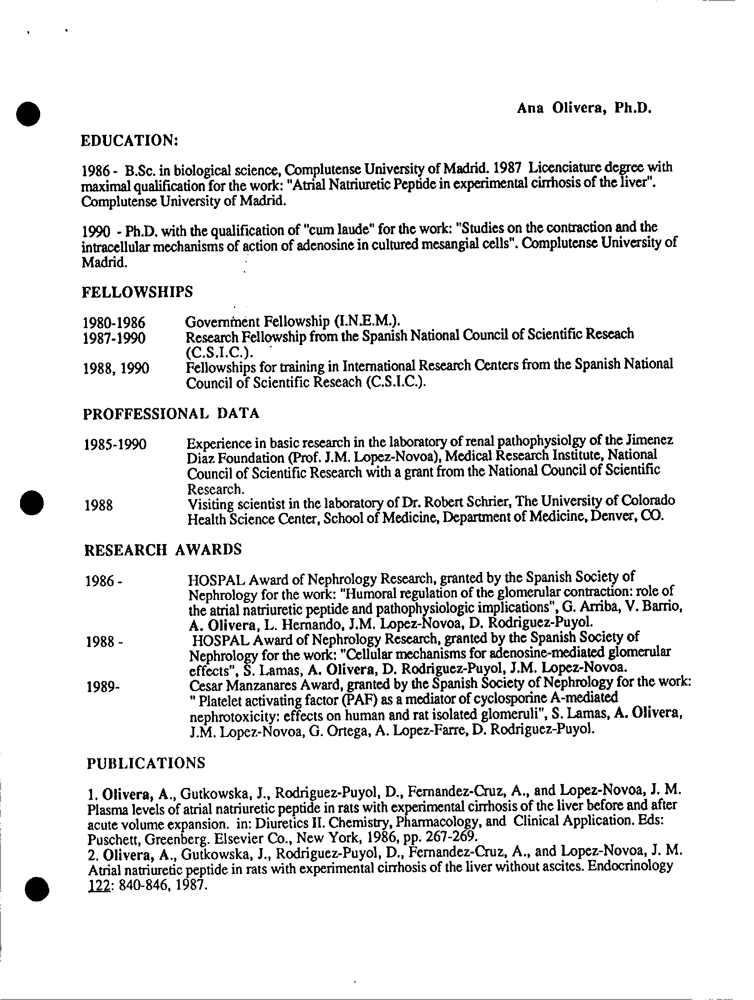 Ana Olivera, Ph.D.
EDUCATION:
1986 - B.Sc. in biological science, Complutense University of Madrid. 1987 Licenciature degree with
maximal qualification for the work: "Atrial Natriuretic Peptide in experimental cirrhosis of the liver".
Complutense University of Madrid.
1990 - Ph.D. with the qualification of "cum laude" for the work: "Studies on the contraction and the
intracellular mechanisms of action of adenosine in cultured mesangial cells". Complutense University of
Madrid.
FELLOWSHIPS
1980-1986 Government Fellowship (I.N.E.M.).
1987-1990 Research Fellowship from the Spanish National Council of Scientific Reseach
(C.S.I.C.).
1988, 1990 Fellowships for training in International Research Centers from the Spanish National
Council of Scientific Reseach (C.S.I.C.).
PROFFESSIONAL DATA
1985-1990 Experience in basic research in the laboratory of renal pathophysiolgy of the Jimenez
Diaz Foundation (Prof. J.M. Lopez-Novoa), Medical Research Institute, National
Council of Scientific Research with a grant from the National Council of Scientific
Research.
1988 Visiting scientist in the laboratory of Dr. Robert Schrier, The University of Colorado
Health Science Center, School of Medicine, Department of Medicine, Denver, CO.
RESEARCH AWARDS
1986 - HOSPAL Award of Nephrology Research, granted by the Spanish Society of
Nephrology for the work: "Humoral regulation of the glomerular contraction: role of
the atrial natriuretic peptide and pathophysiologic implications", G. Arriba, V. Barrio,
A. Olivera, L. Hernando, J.M. Lopez-Novoa, D. Rodriguez-Puyol.
1988 - HOSPAL Award of Nephrology Research, granted by the Spanish Society of
Nephrology for the work: "Cellular mechanisms for adenosine-mediated glomerular
effects", S. Lamas, A. Olivera, D. Rodriguez-Puyol, J.M. Lopez-Novoa.
1989- Cesar Manzanares Award, granted by the Spanish Society of Nephrology for the work:
" Platelet activating factor (PAF) as a mediator of cyclosporine A-mediated
nephrotoxicity: effects on human and rat isolated glomeruli", S. Lamas, A. Olivera,
J.M. Lopez-Novoa, G. Ortega, A. Lopez-Farre, D. Rodriguez-Puyol.
PUBLICATIONS
1. Olivera, A., Gutkowska, J., Rodriguez-Puyol, D., Fernandez-Cruz, A., and Lopez-Novoa, J. M.
Plasma levels of atrial natriuretic peptide in rats with experimental cirrhosis of the liver before and after
acute volume expansion. in: Diuretics II. Chemistry, Pharmacology, and Clinical Application. Eds:
Puschett, Greenberg. Elsevier Co., New York, 1986, pp. 267-269.
2. Olivera, A., Gutkowska, J., Rodriguez-Puyol, D., Fernandez-Cruz, A., and Lopez-Novoa, J. M.
Atrial natriuretic peptide in rats with experimental cirrhosis of the liver without ascites. Endocrinology
122: 840-846, 1987.